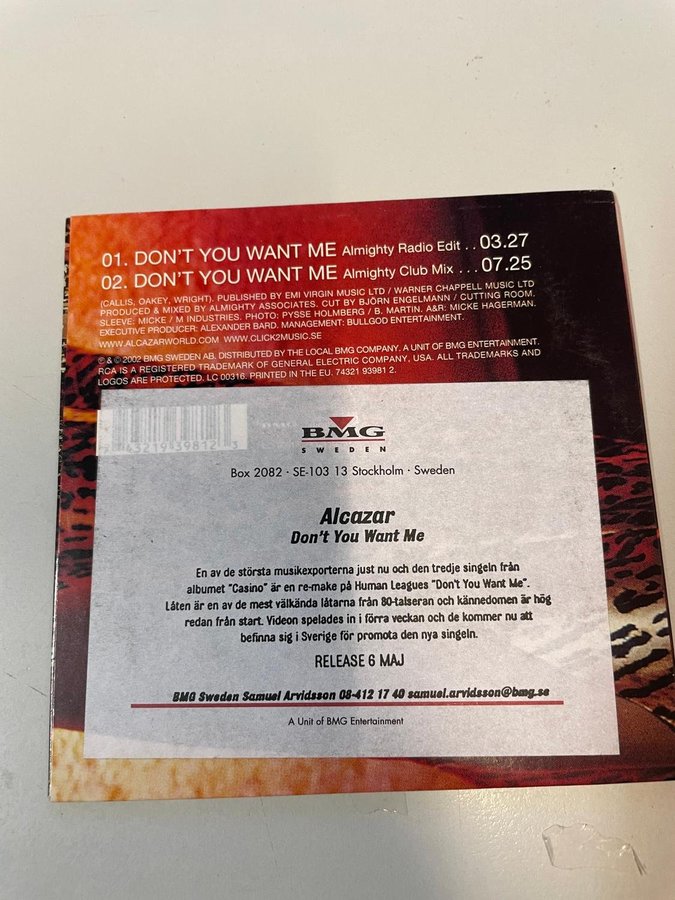 01. DON'T YOU WANT ME Almighty Radio Edit . . 03.27
02. DON'T YOU WANT ME Almighty Club Mix . . . 07.25
(CALLIS, OAKEY, WRIGHT). PUBLISHED BY EMI VIRGIN MUSIC LTD / WARNER CHAPPELL MUSIC LTD
PRODUCED & MIXED BY ALMIGHTY ASSOCIATES. CUT BY BJÖRN ENGELMANN / CUTTING ROOM.
SLEEVE: MICKE / M INDUSTRIES. PHOTO: PYSSE HOLMBERG / B. MARTIN. A&R: MICKE HAGERMAN.
EXECUTIVE PRODUCER: ALEXANDER BARD. MANAGEMENT: BULLGOD ENTERTAINMENT.
WWW.ALCAZARWORLD.COM WWW.CLICK2MUSIC.SE
℗ & © 2002 BMG SWEDEN AB. DISTRIBUTED BY THE LOCAL BMG COMPANY. A UNIT OF BMG ENTERTAINMENT.
RCA IS A REGISTERED TRADEMARK OF GENERAL ELECTRIC COMPANY, USA. ALL TRADEMARKS AND
LOGOS ARE PROTECTED. LC 00316. PRINTED IN THE EU. 74321 93981 2.
7 43219 39812 3
BMG
SWEDEN
Box 2082 · SE-103 13 Stockholm · Sweden
Alcazar
Don't You Want Me
En av de största musikexporterna just nu och den tredje singeln från
albumet "Casino" är en re-make på Human Leagues "Don't You Want Me".
Låten är en av de mest välkända låtarna från 80-talseran och kännedomen är hög
redan från start. Videon spelades in i förra veckan och de kommer nu att
befinna sig i Sverige för promota den nya singeln.
RELEASE 6 MAJ
BMG Sweden Samuel Arvidsson 08-412 17 40 samuel.arvidsson@bmg.se
A Unit of BMG Entertainment